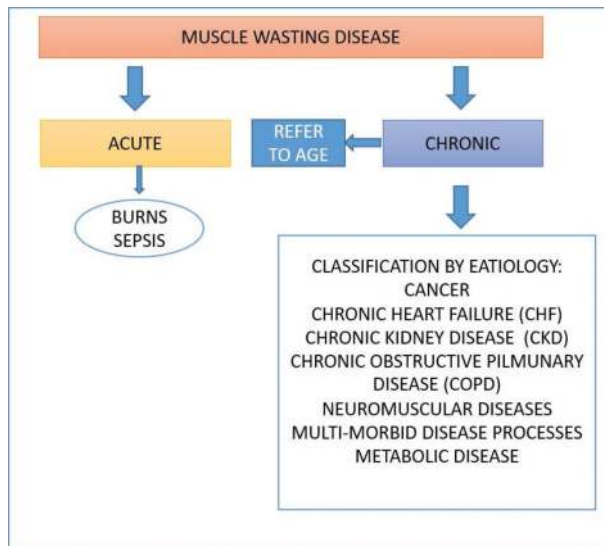 MUSCLE WASTING DISEASE
ACUTE
REFER
TO AGE
CHRONIC
BURNS
SEPSIS
CLASSIFICATION BY EATIOLOGY:
CANCER
CHRONIC HEART FAILURE (CHF)
CHRONIC KIDNEY DISEASE (CKD)
CHRONIC OBSTRUCTIVE PILMUNARY
DISEASE (COPD)
NEUROMUSCULAR DISEASES
MULTI-MORBID DISEASE PROCESSES
METABOLIC DISEASE